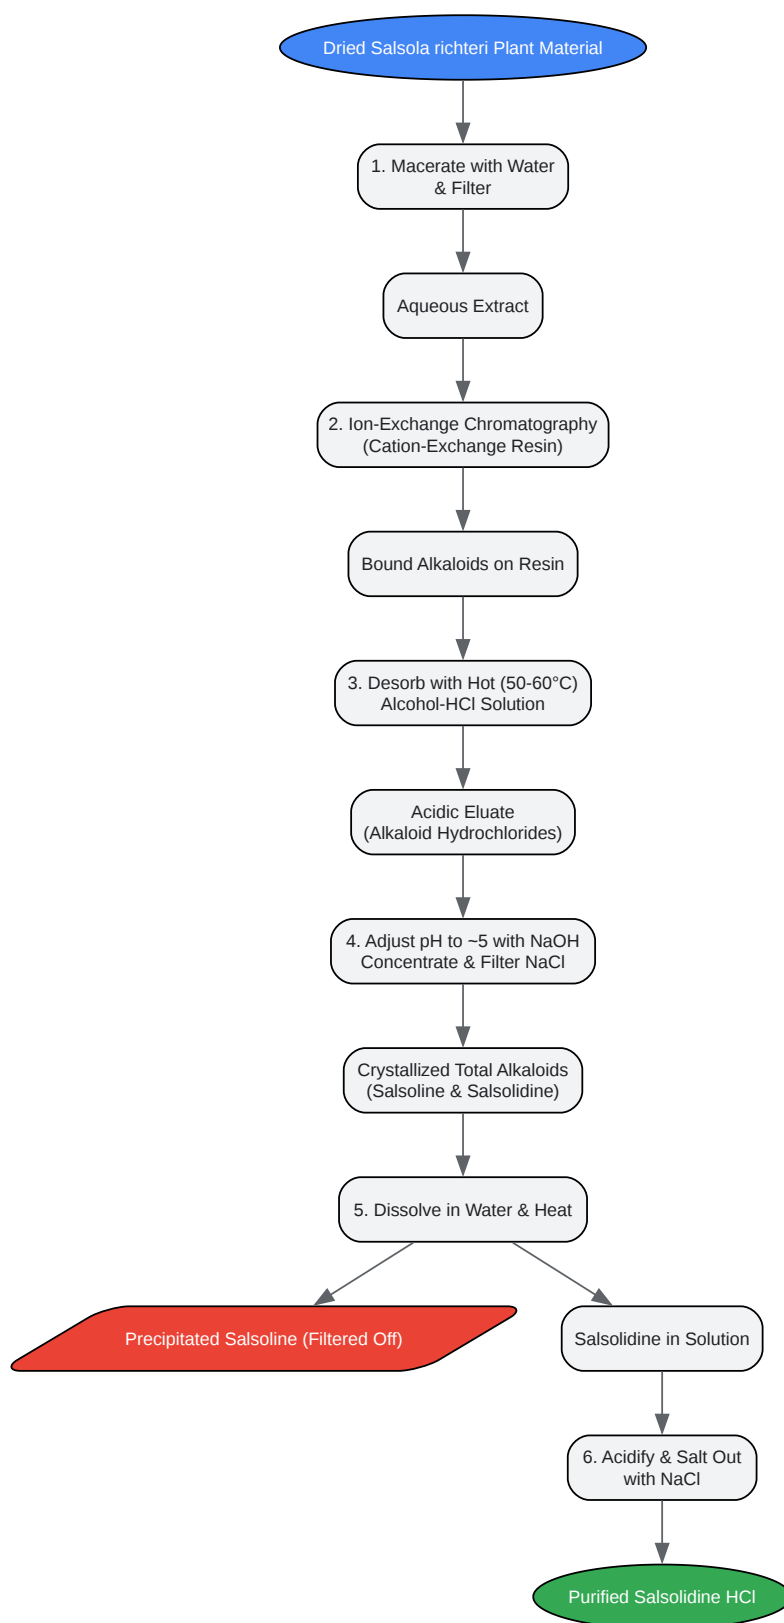 Dried Salsola richteri Plant Material
1. Macerate with Water
& Filter
Aqueous Extract
2. Ion-Exchange Chromatography
(Cation-Exchange Resin)
Bound Alkaloids on Resin
3. Desorb with Hot (50-60°C)
Alcohol-HCl Solution
Acidic Eluate
(Alkaloid Hydrochlorides)
4. Adjust pH to ~5 with NaOH
Concentrate & Filter NaCl
Crystallized Total Alkaloids
(Salsoline & Salsolidine)
5. Dissolve in Water & Heat
Precipitated Salsoline (Filtered Off)
Salsolidine in Solution
6. Acidify & Salt Out
with NaCl
Purified Salsolidine HCl